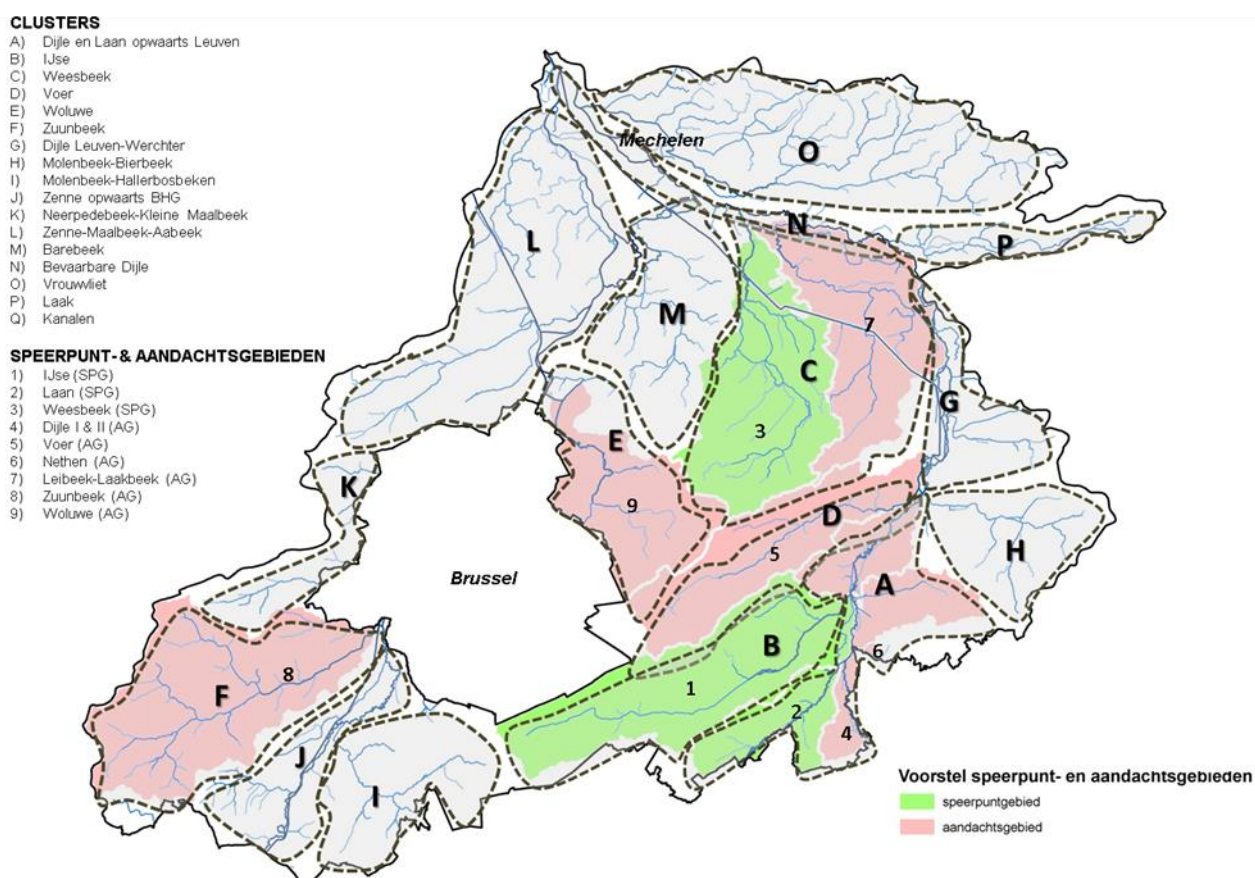 CLUSTERS
A) Dijle en Laan opwaarts Leuven
B) IJse
C) Weesbeek
D) Voer
E) Woluwe
F) Zuunbeek
G) Dijle Leuven-Werchter
H) Molenbeek-Bierbeek
I) Molenbeek-Hallerbosbeken
J) Zenne opwaarts BHG
K) Neerpedebeek-Kleine Maalbeek
L) Zenne-Maalbeek-Aabeek
M) Barebeek
N) Bevaarbare Dijle
O) Vrouwvliet
P) Laak
Q) Kanalen
SPEERPUNT- & AANDACHTSGEBIEDEN
1) IJse (SPG)
2) Laan (SPG)
3) Weesbeek (SPG)
4) Dijle I & II (AG)
5) Voer (AG)
6) Nethen (AG)
7) Leibeek-Laakbeek (AG)
8) Zuunbeek (AG)
9) Woluwe (AG)
Mechelen
O
N
P
L
M
7
C
G
3
E
K
9
D
5
H
A
Brussel
B
6
1
8
F
2
4
J
I
Voorstel speerpunt- en aandachtsgebieden
speerpuntgebied
aandachtsgebied